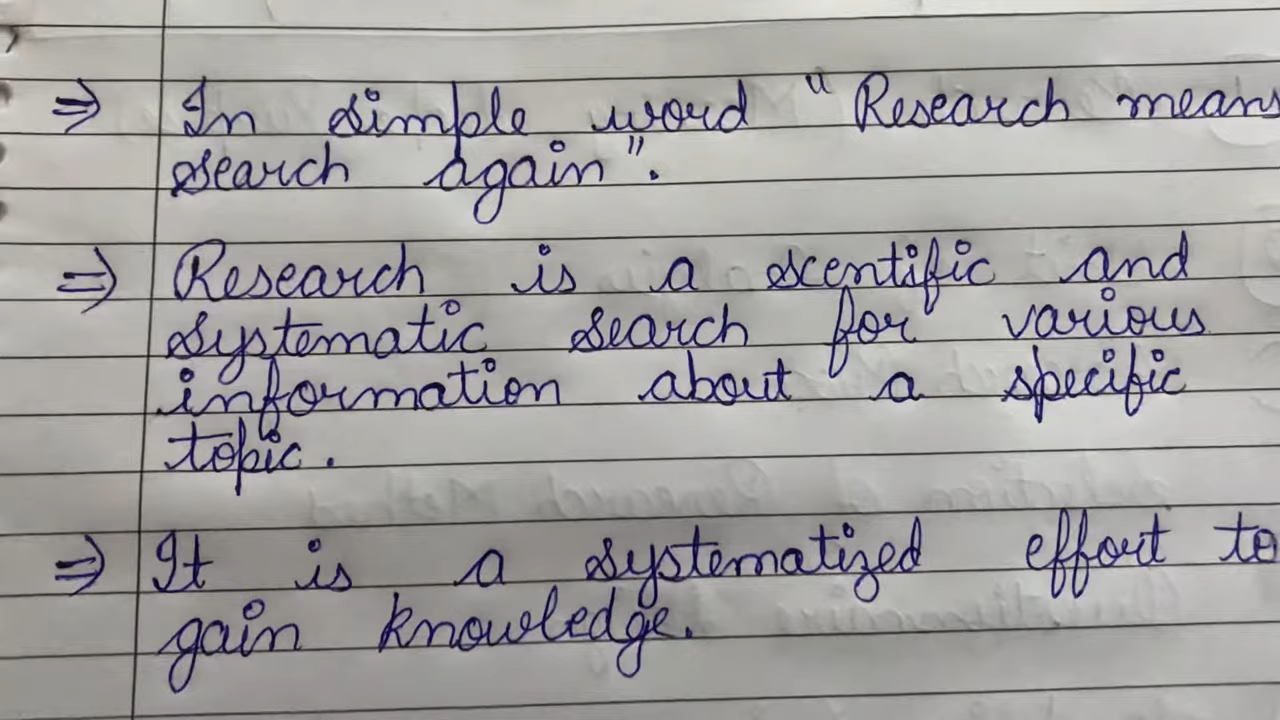 ⇒ In simple word "Research means
search again".
⇒ Research is a scentific and
systematic search for various
information about a specific
topic.
⇒ It is a systematized effort to
gain knowledge.